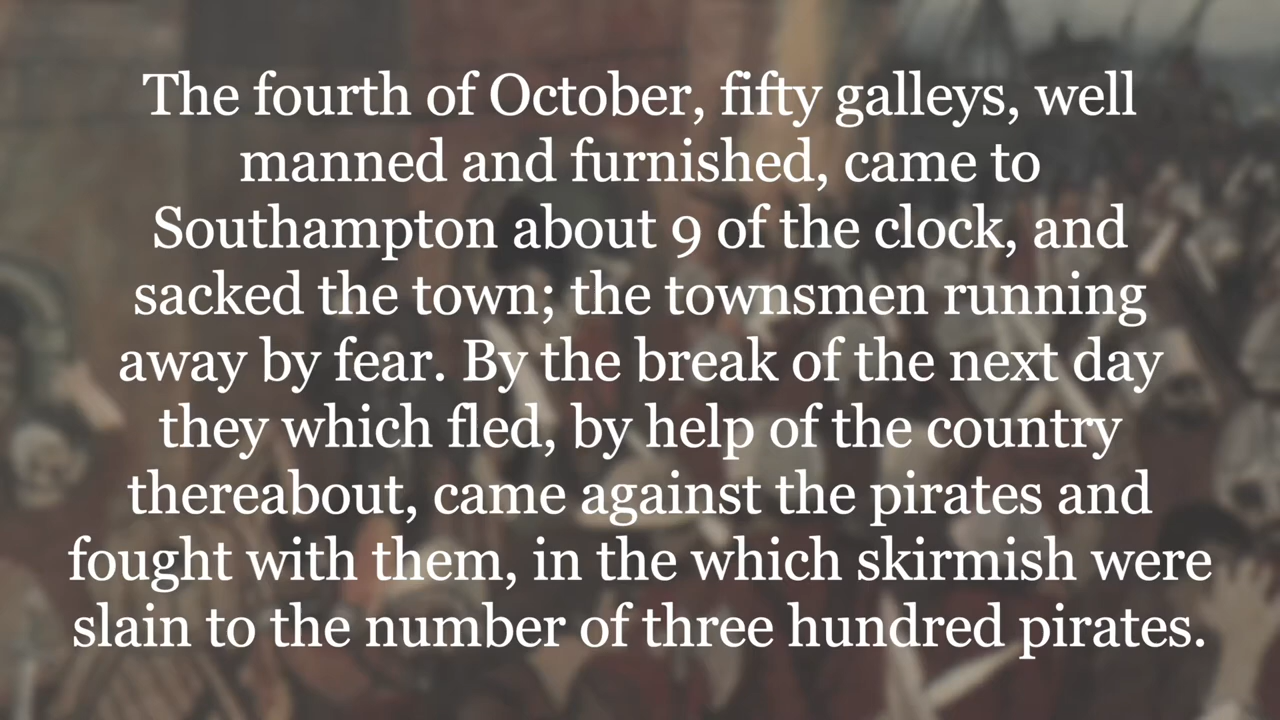 The fourth of October, fifty galleys, well
manned and furnished, came to
Southampton about 9 of the clock, and
sacked the town; the townsmen running
away by fear. By the break of the next day
they which fled, by help of the country
thereabout, came against the pirates and
fought with them, in the which skirmish were
slain to the number of three hundred pirates.